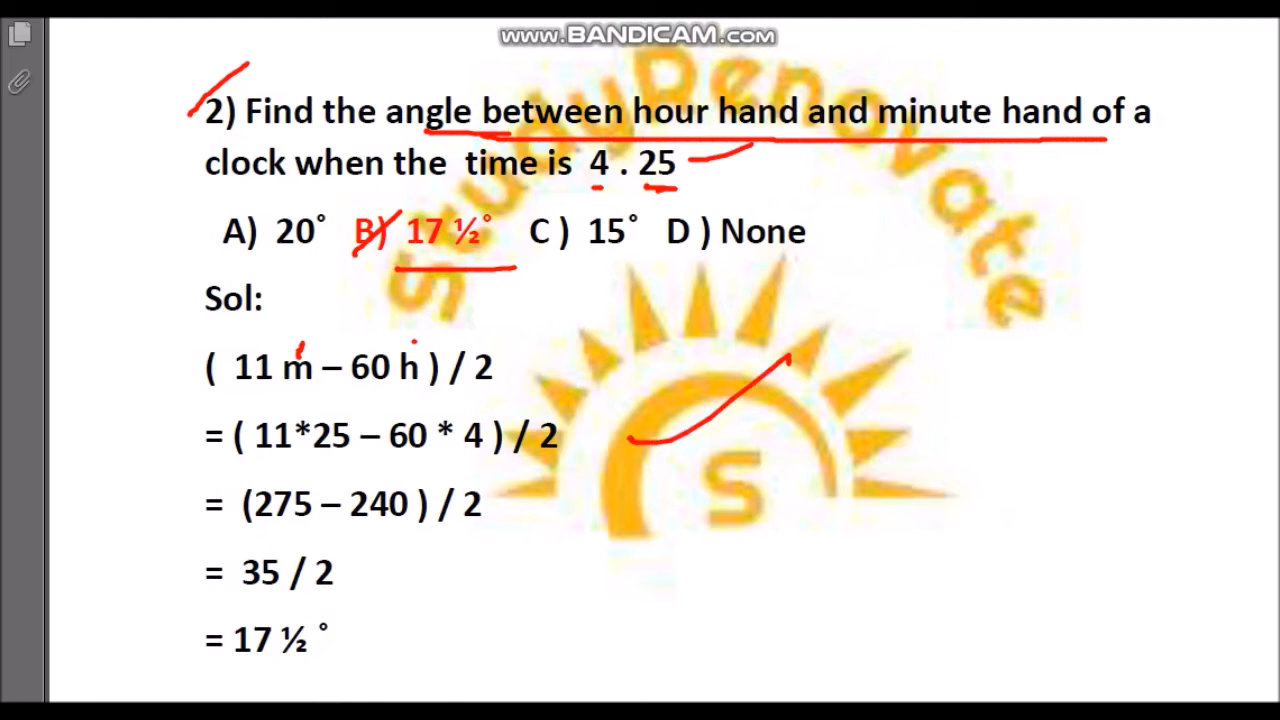 www.BANDICAM.com
2) Find the angle between hour hand and minute hand of a
clock when the time is 4 . 25
A) 20˚ B) 17 ½˚ C ) 15˚ D ) None
Sol:
( 11 m – 60 h ) / 2
= ( 11*25 – 60 * 4 ) / 2
= (275 – 240 ) / 2
= 35 / 2
= 17 ½ ˚
StudyRenovate
S